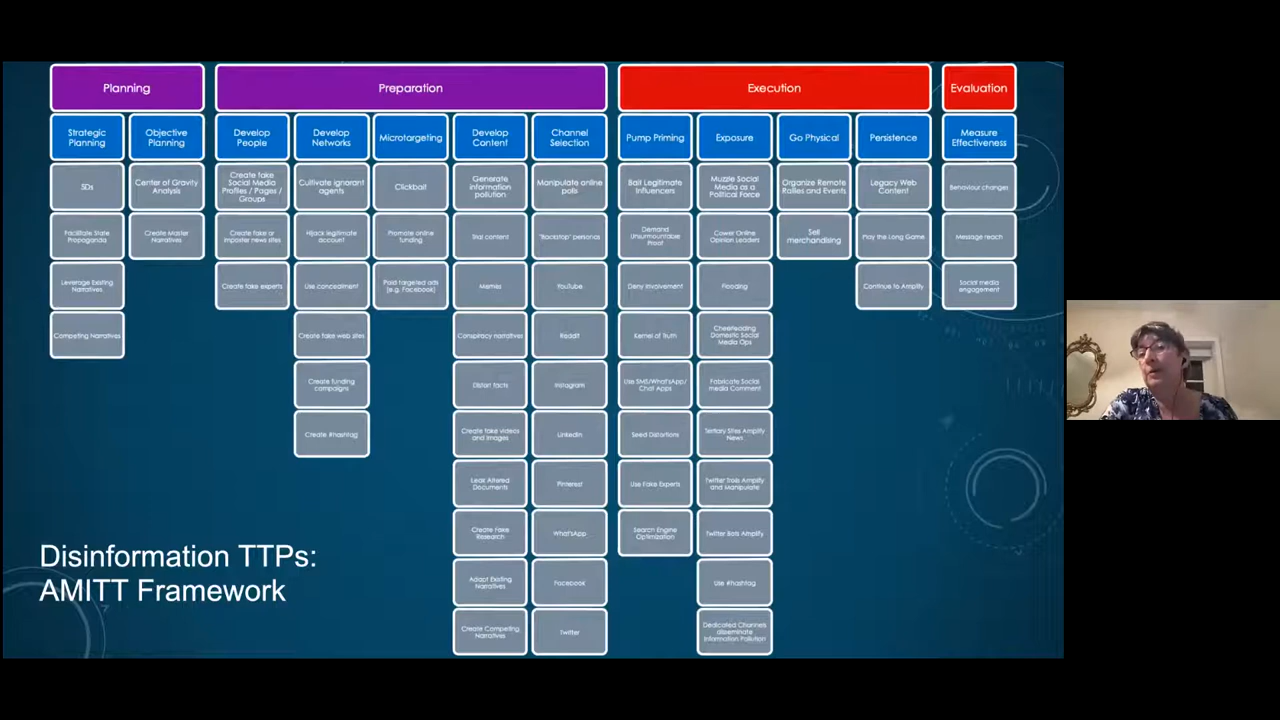 Planning
Preparation
Execution
Evaluation
Strategic
Planning
Objective
Planning
Develop
People
Develop
Networks
Microtargeting
Develop
Content
Channel
Selection
Pump Priming
Exposure
Go Physical
Persistence
Measure
Effectiveness
5Ds
Facilitate State
Propaganda
Leverage Existing
Narratives
Competing Narratives
Center of Gravity
Analysis
Create Master
Narratives
Create fake
Social Media
Profiles / Pages /
Groups
Create fake or
imposter news sites
Create fake experts
Cultivate ignorant
agents
Hijack legitimate
account
Use concealment
Create fake web sites
Create funding
campaigns
Create #hashtag
Clickbait
Promote online
funding
Paid targeted ads
(e.g. Facebook)
Generate
information
pollution
Trial content
Memes
Conspiracy narratives
Distort facts
Create fake videos
and images
Leak Altered
Documents
Create Fake
Research
Adapt Existing
Narratives
Create Competing
Narratives
Manipulate online
polls
"Backstop" personas
YouTube
Reddit
Instagram
LinkedIn
Pinterest
What'sApp
Facebook
Twitter
Bait Legitimate
Influencers
Demand
Unsurmountable
Proof
Deny Involvement
Kernel of Truth
Use SMS/What'sApp/
Chat Apps
Seed Distortions
Use Fake Experts
Search Engine
Optimization
Muzzle Social
Media as a
Political Force
Cower Online
Opinion Leaders
Flooding
Cheerleading
Domestic Social
Media Ops
Fabricate Social
media Comment
Tertiary Sites Amplify
News
Twitter trolls Amplify
and Manipulate
Twitter Bots Amplify
Use #hashtag
Dedicated Channels
disseminate
Information Pollution
Organize Remote
Rallies and Events
Sell
merchandising
Legacy Web
Content
Play the Long Game
Continue to Amplify
Behaviour changes
Message reach
Social media
engagement
Disinformation TTPs:
AMITT Framework